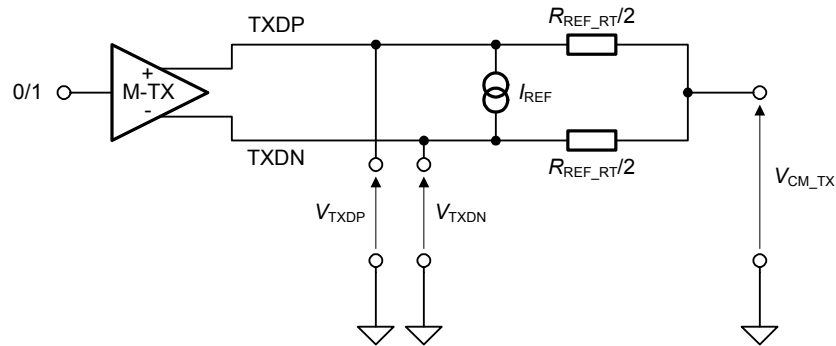 TXDP
R_REF_RT/2
0/1
+
M-TX
-
I_REF
TXDN
R_REF_RT/2
V_TXDP
V_TXDN
V_CM_TX